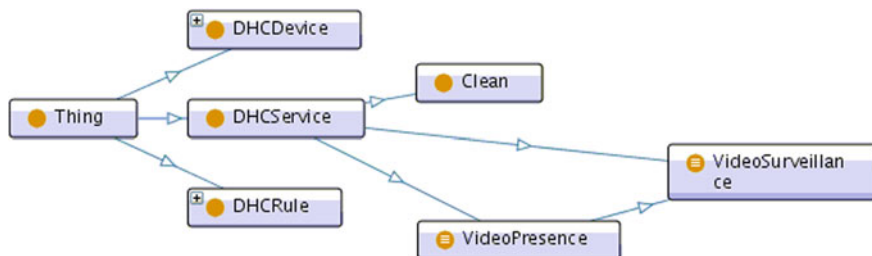 DHCDevice
Clean
Thing
DHCService
VideoSurveillan
ce
DHCRule
VideoPresence